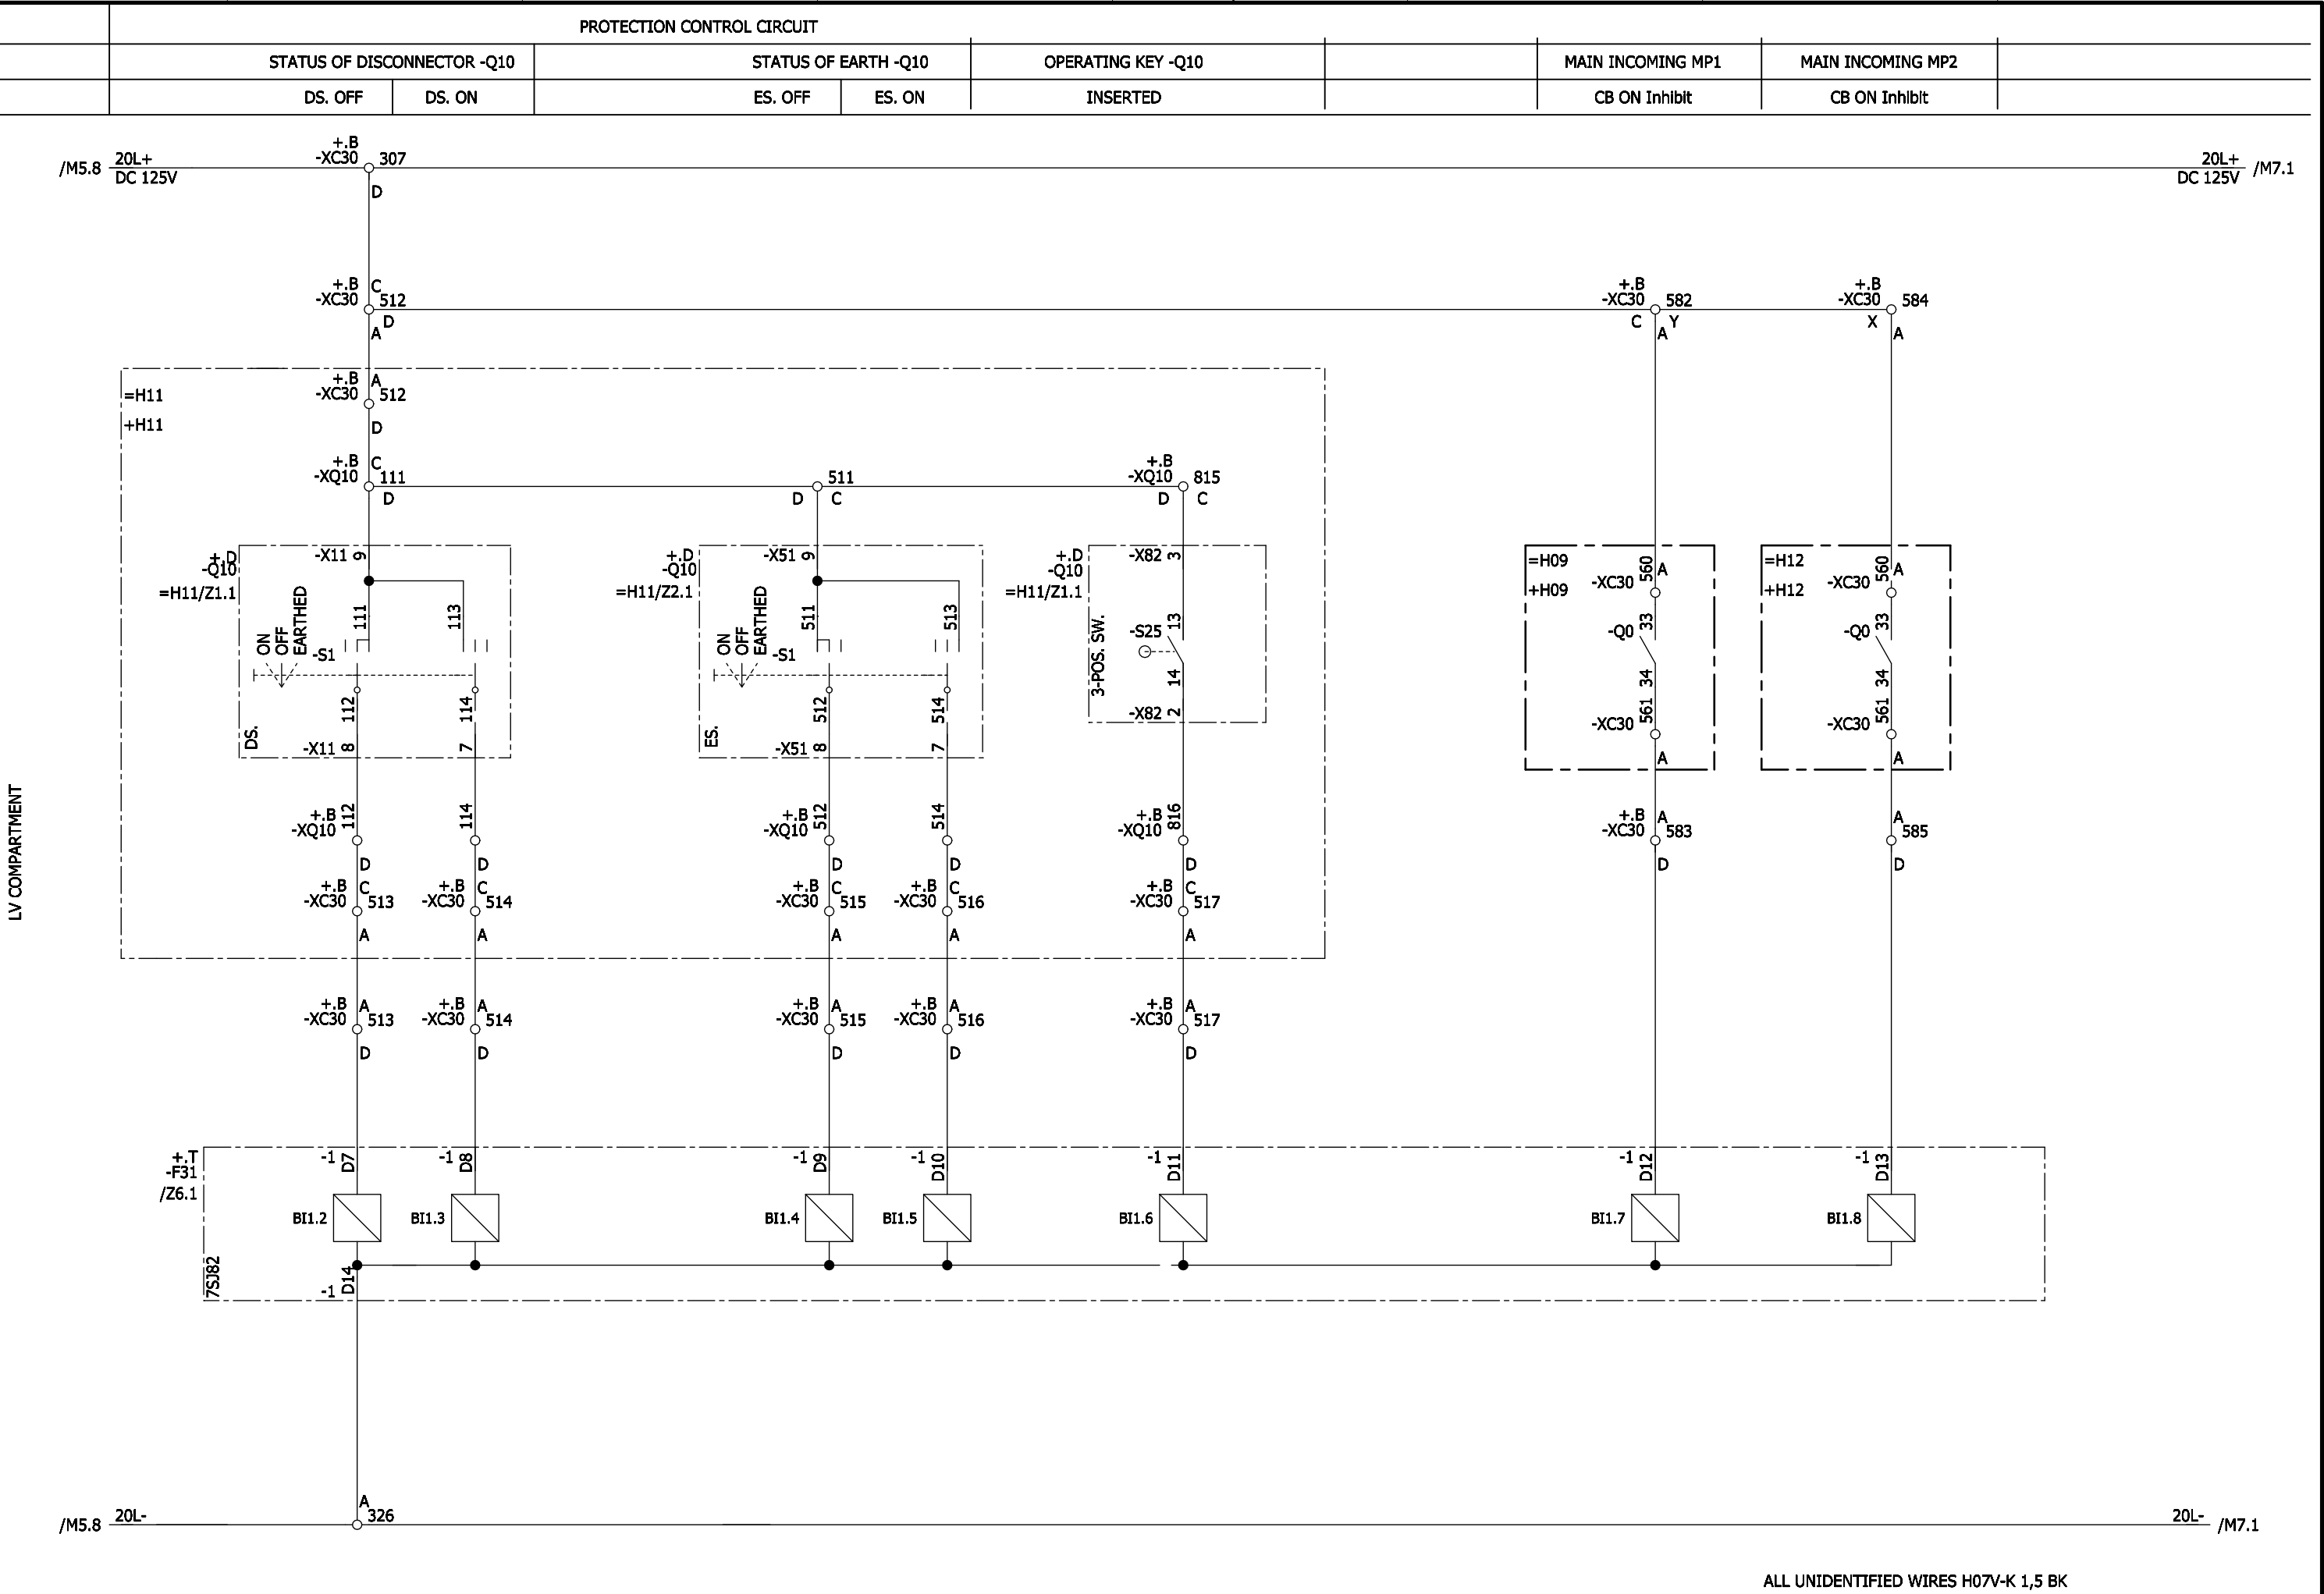 PROTECTION CONTROL CIRCUIT
STATUS OF DISCONNECTOR -Q10 STATUS OF EARTH -Q10 OPERATING KEY -Q10 MAIN INCOMING MP1 MAIN INCOMING MP2
DS. OFF DS. ON ES. OFF ES. ON INSERTED CB ON Inhibit CB ON Inhibit
+.B
/M5.8 20L+ -XC30 307 20L+ /M7.1
DC 125V DC 125V
D
+.B C +.B +.B
-XC30 512 -XC30 582 -XC30 584
D C Y X
A A A
+.B A
=H11 -XC30 512
+H11 D
+.B C +.B
-XQ10 111 511 -XQ10 815
D D C D C
+.D -X11 9 +.D -X51 9 +.D -X82 3 =H09 560 A =H12 560 A
-Q10 -Q10 -Q10 -XC30 -XC30
=H11/Z1.1 =H11/Z2.1 =H11/Z1.1 +H09 +H12
ON OFF EARTHED 111 113 ON OFF EARTHED 511 513 3-POS. SW. 13 33 33
-S1 -S1 -S25 -Q0 -Q0
112 114 512 514 14 34 34
-X82 2 -XC30 561 -XC30 561
DS. -X11 8 7 ES. -X51 8 7 A A
LV COMPARTMENT
+.B 112 114 +.B 512 514 +.B 816 +.B A A
-XQ10 -XQ10 -XQ10 -XC30 583 585
D D D D D D D
+.B C +.B C +.B C +.B C +.B C
-XC30 513 -XC30 514 -XC30 515 -XC30 516 -XC30 517
A A A A A
+.B A +.B A +.B A +.B A +.B A
-XC30 513 -XC30 514 -XC30 515 -XC30 516 -XC30 517
D D D D D
+.T -1 D7 -1 D8 -1 D9 -1 D10 -1 D11 -1 D12 -1 D13
-F31
/Z6.1
BI1.2 BI1.3 BI1.4 BI1.5 BI1.6 BI1.7 BI1.8
7SJ82 -1 D14
A
/M5.8 20L- 326 20L- /M7.1
ALL UNIDENTIFIED WIRES H07V-K 1,5 BK